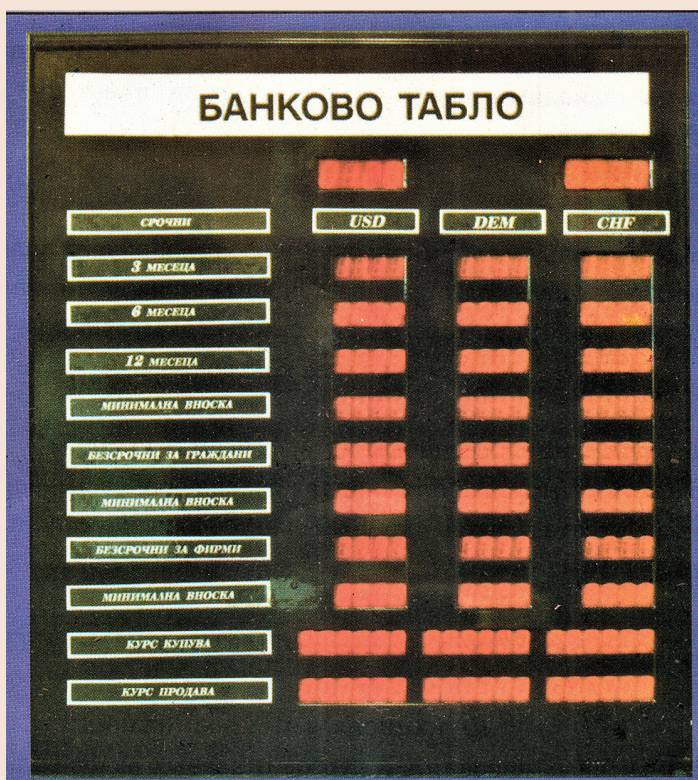 БАНКОВО ТАБЛО
СРОЧНИ USD DEM CHF
3 МЕСЕЦА
6 МЕСЕЦА
12 МЕСЕЦА
МИНИМАЛНА ВНОСКА
БЕЗСРОЧНИ ЗА ГРАЖДАНИ
МИНИМАЛНА ВНОСКА
БЕЗСРОЧНИ ЗА ФИРМИ
МИНИМАЛНА ВНОСКА
КУРС КУПУВА
КУРС ПРОДАВА